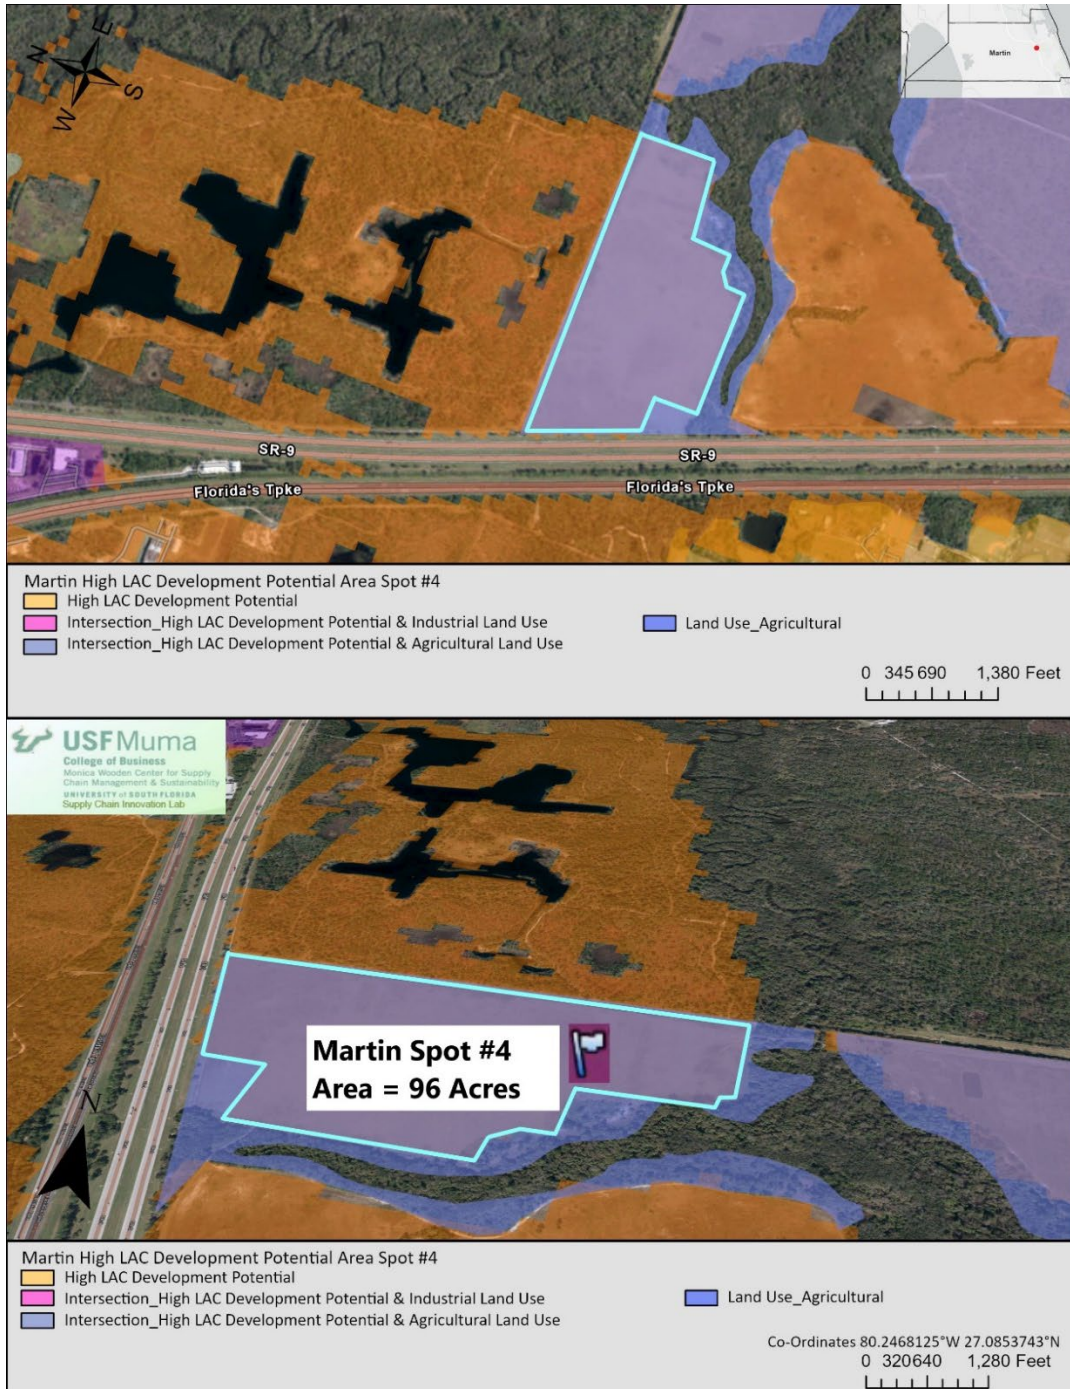 N
E
W
S
Martin
SR-9
SR-9
Florida's Tpke
Florida's Tpke
Martin High LAC Development Potential Area Spot #4
High LAC Development Potential
Intersection_High LAC Development Potential & Industrial Land Use
Land Use_Agricultural
Intersection_High LAC Development Potential & Agricultural Land Use
0 345 690 1,380 Feet
USF Muma
College of Business
Monica Wooden Center for Supply
Chain Management & Sustainability
UNIVERSITY of SOUTH FLORIDA
Supply Chain Innovation Lab
Martin Spot #4
Area = 96 Acres
N
Martin High LAC Development Potential Area Spot #4
High LAC Development Potential
Intersection_High LAC Development Potential & Industrial Land Use
Land Use_Agricultural
Intersection_High LAC Development Potential & Agricultural Land Use
Co-Ordinates 80.2468125°W 27.0853743°N
0 320 640 1,280 Feet